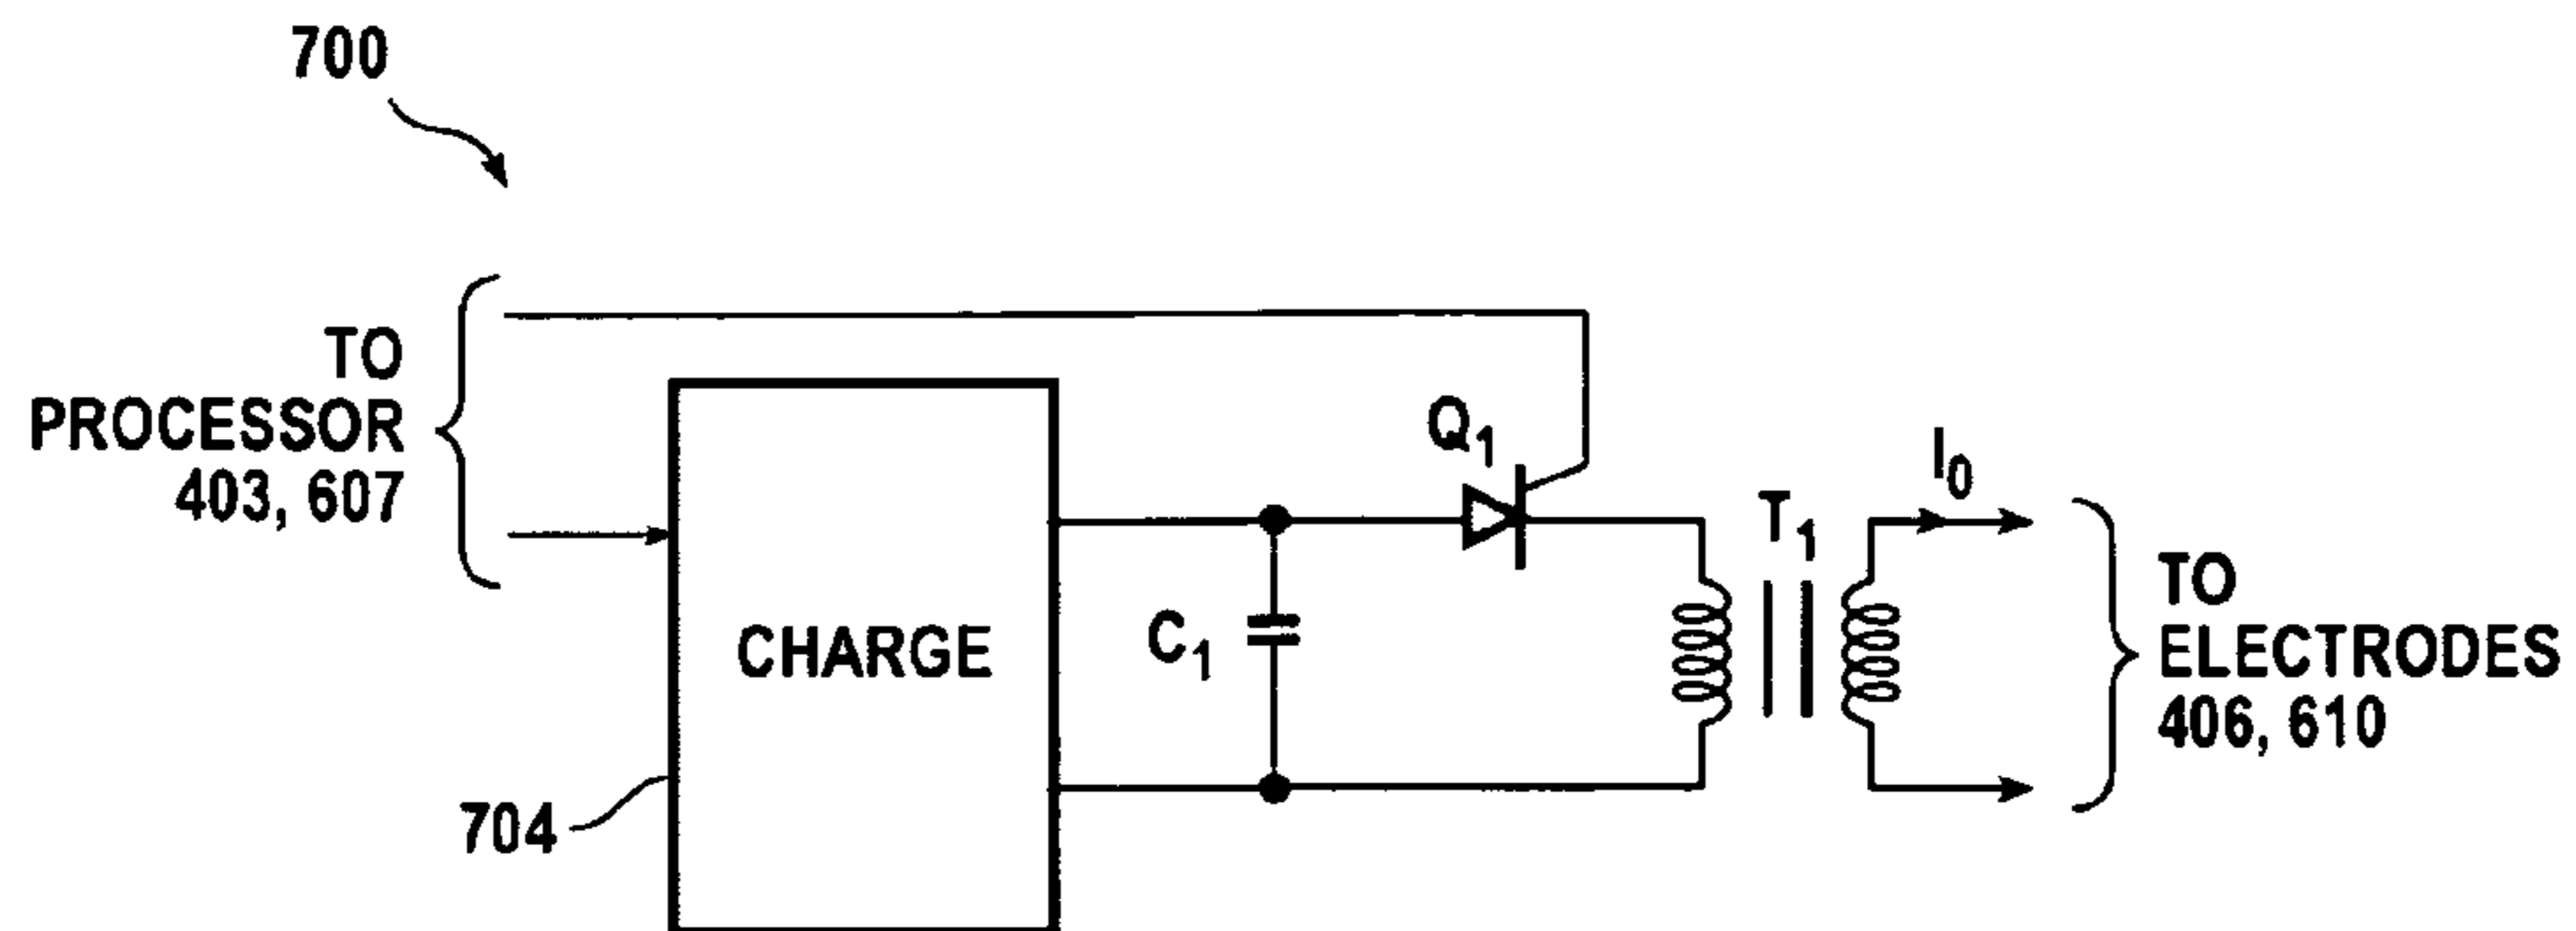 700
TO
PROCESSOR
403, 607
CHARGE
704
C1
Q1
T1
I0
TO
ELECTRODES
406, 610